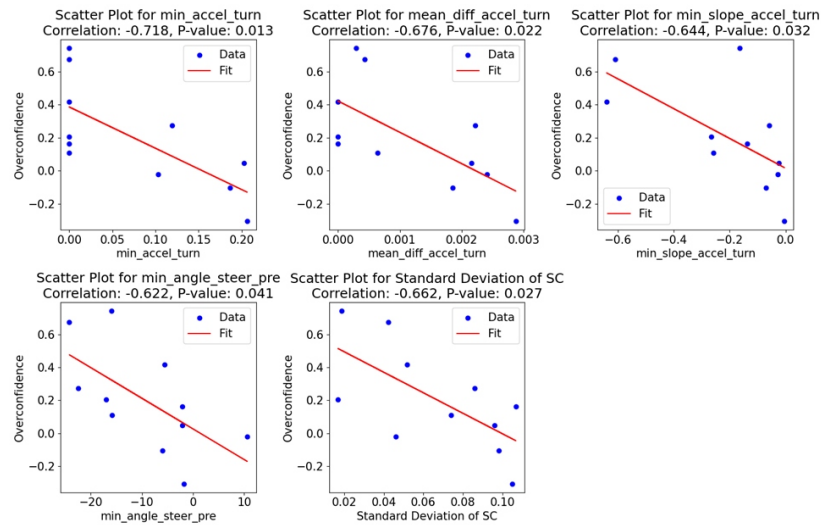 Scatter Plot for min_accel_turn
Correlation: -0.718, P-value: 0.013
Data
Fit
Overconfidence
0.6
0.4
0.2
0.0
−0.2
0.00 0.05 0.10 0.15 0.20
min_accel_turn
Scatter Plot for mean_diff_accel_turn
Correlation: -0.676, P-value: 0.022
Data
Fit
Overconfidence
0.6
0.4
0.2
0.0
−0.2
0.000 0.001 0.002 0.003
mean_diff_accel_turn
Scatter Plot for min_slope_accel_turn
Correlation: -0.644, P-value: 0.032
Overconfidence
0.6
0.4
0.2
0.0
−0.2
Data
Fit
−0.6 −0.4 −0.2 0.0
min_slope_accel_turn
Scatter Plot for min_angle_steer_pre
Correlation: -0.622, P-value: 0.041
Data
Fit
Overconfidence
0.6
0.4
0.2
0.0
−0.2
−20 −10 0 10
min_angle_steer_pre
Scatter Plot for Standard Deviation of SC
Correlation: -0.662, P-value: 0.027
Data
Fit
Overconfidence
0.6
0.4
0.2
0.0
−0.2
0.02 0.04 0.06 0.08 0.10
Standard Deviation of SC